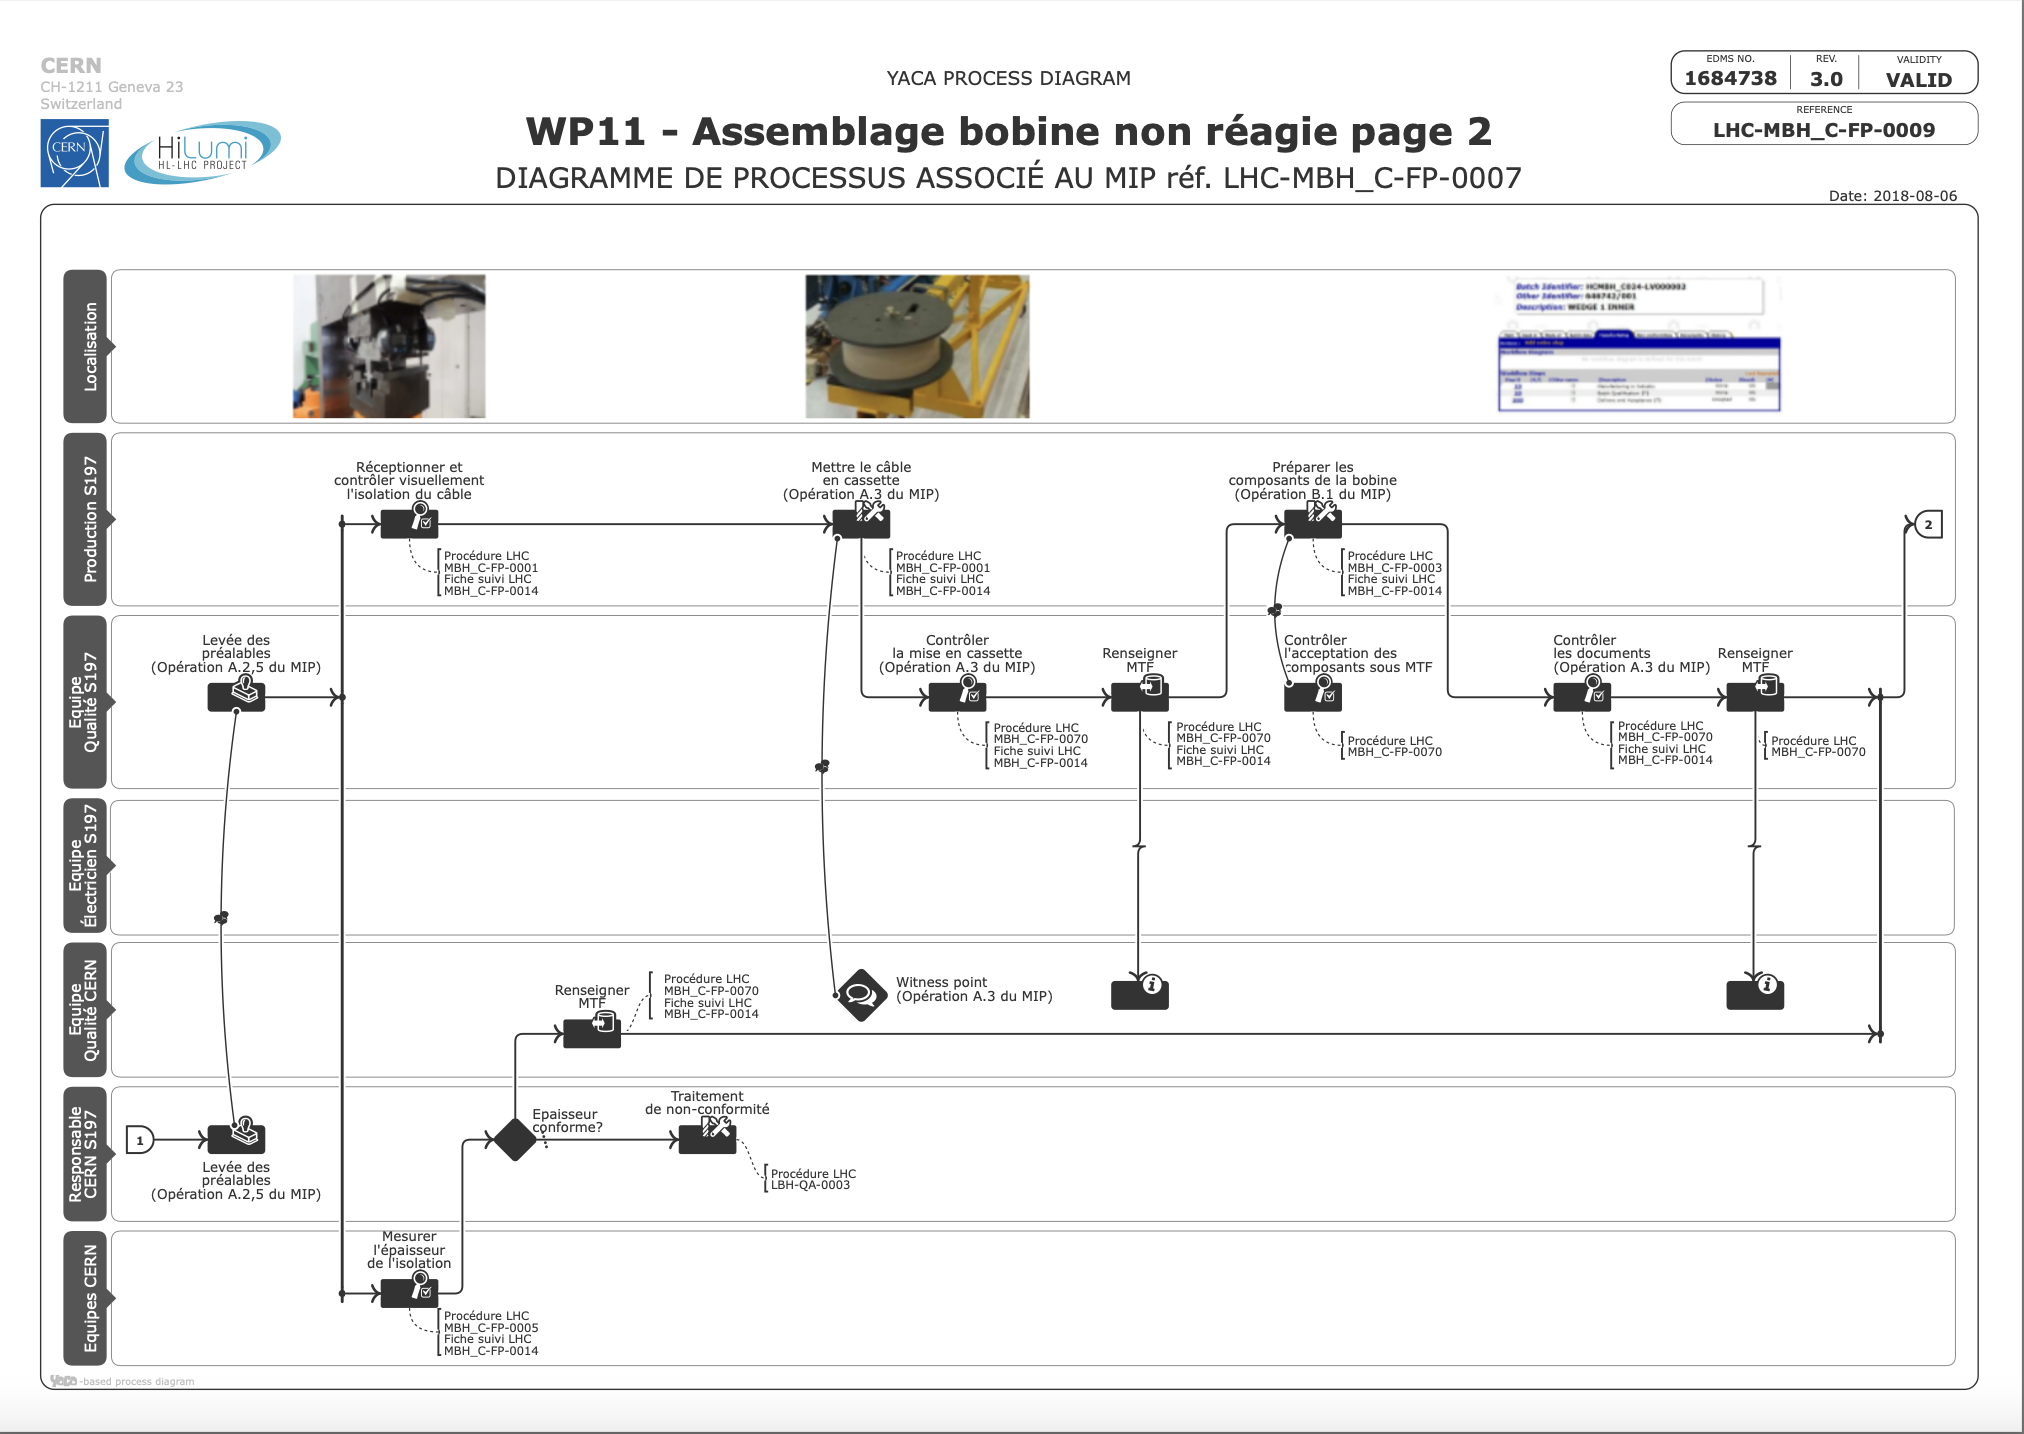 CERN
CH-1211 Geneva 23
Switzerland
CERN
HiLumi
HL-LHC PROJECT
YACA PROCESS DIAGRAM
WP11 - Assemblage bobine non réagie page 2
DIAGRAMME DE PROCESSUS ASSOCIÉ AU MIP réf. LHC-MBH_C-FP-0007
EDMS NO.
1684738
REV.
3.0
VALIDITY
VALID
REFERENCE
LHC-MBH_C-FP-0009
Date: 2018-08-06
Localisation
Batch Identifier: HCMBH_C024-LV000002
Description: WEDGE 1 INNER
Production S197
Réceptionner et
contrôler visuellement
l'isolation du câble
Procédure LHC
MBH_C-FP-0001
Fiche suivi LHC
MBH_C-FP-0014
Mettre le câble
en cassette
(Opération A.3 du MIP)
Procédure LHC
MBH_C-FP-0001
Fiche suivi LHC
MBH_C-FP-0014
Préparer les
composants de la bobine
(Opération B.1 du MIP)
Procédure LHC
MBH_C-FP-0003
Fiche suivi LHC
MBH_C-FP-0014
2
Equipe
Qualité S197
Levée des
préalables
(Opération A.2,5 du MIP)
Contrôler
la mise en cassette
(Opération A.3 du MIP)
Procédure LHC
MBH_C-FP-0070
Fiche suivi LHC
MBH_C-FP-0014
Renseigner
MTF
Procédure LHC
MBH_C-FP-0070
Fiche suivi LHC
MBH_C-FP-0014
Contrôler
l'acceptation des
composants sous MTF
Procédure LHC
MBH_C-FP-0070
Contrôler
les documents
(Opération A.3 du MIP)
Procédure LHC
MBH_C-FP-0070
Fiche suivi LHC
MBH_C-FP-0014
Renseigner
MTF
Procédure LHC
MBH_C-FP-0070
Equipe
Électricien S197
Equipe
Qualité CERN
Renseigner
MTF
Procédure LHC
MBH_C-FP-0070
Fiche suivi LHC
MBH_C-FP-0014
Witness point
(Opération A.3 du MIP)
i
i
Responsable
CERN S197
1
Levée des
préalables
(Opération A.2,5 du MIP)
Epaisseur
conforme?
Traitement
de non-conformité
Procédure LHC
LBH-QA-0003
Equipes CERN
Mesurer
l'épaisseur
de l'isolation
Procédure LHC
MBH_C-FP-0005
Fiche suivi LHC
MBH_C-FP-0014
yaca -based process diagram